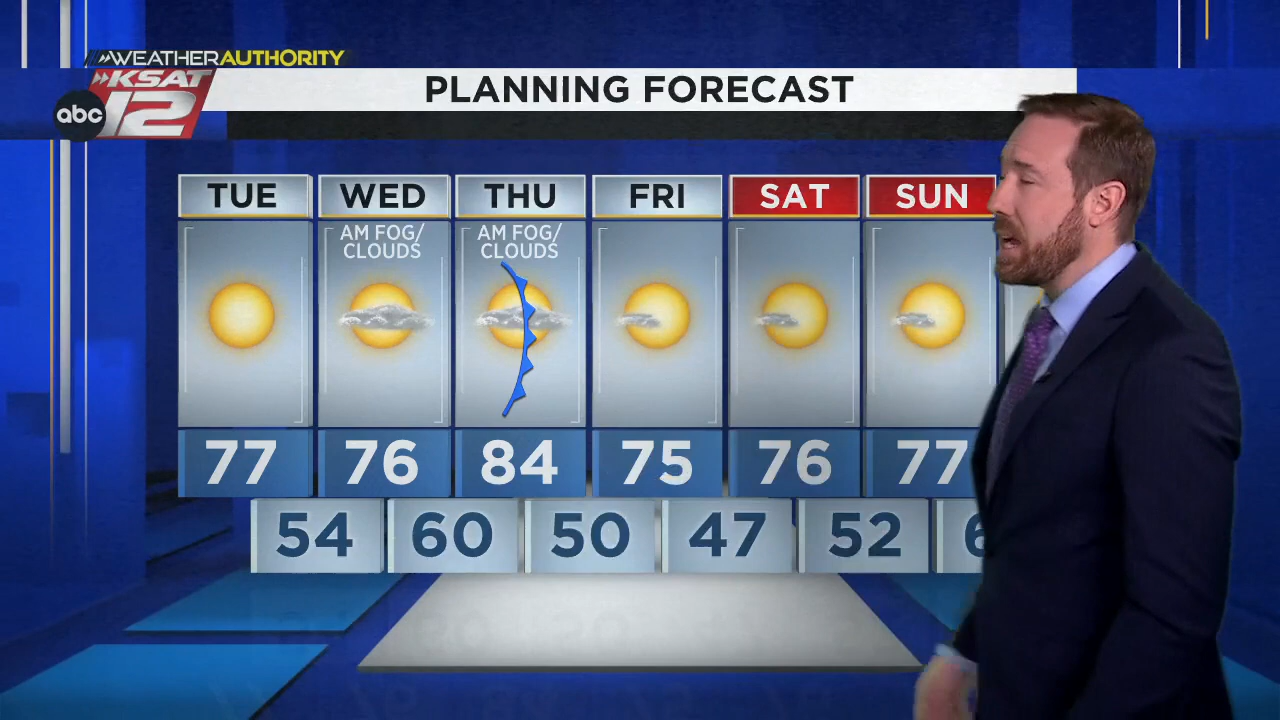 WEATHERAUTHORITY
KSAT
abc 12
PLANNING FORECAST
TUE WED THU FRI SAT SUN
AM FOG/ AM FOG/
CLOUDS CLOUDS
77 76 84 75 76 77
54 60 50 47 52